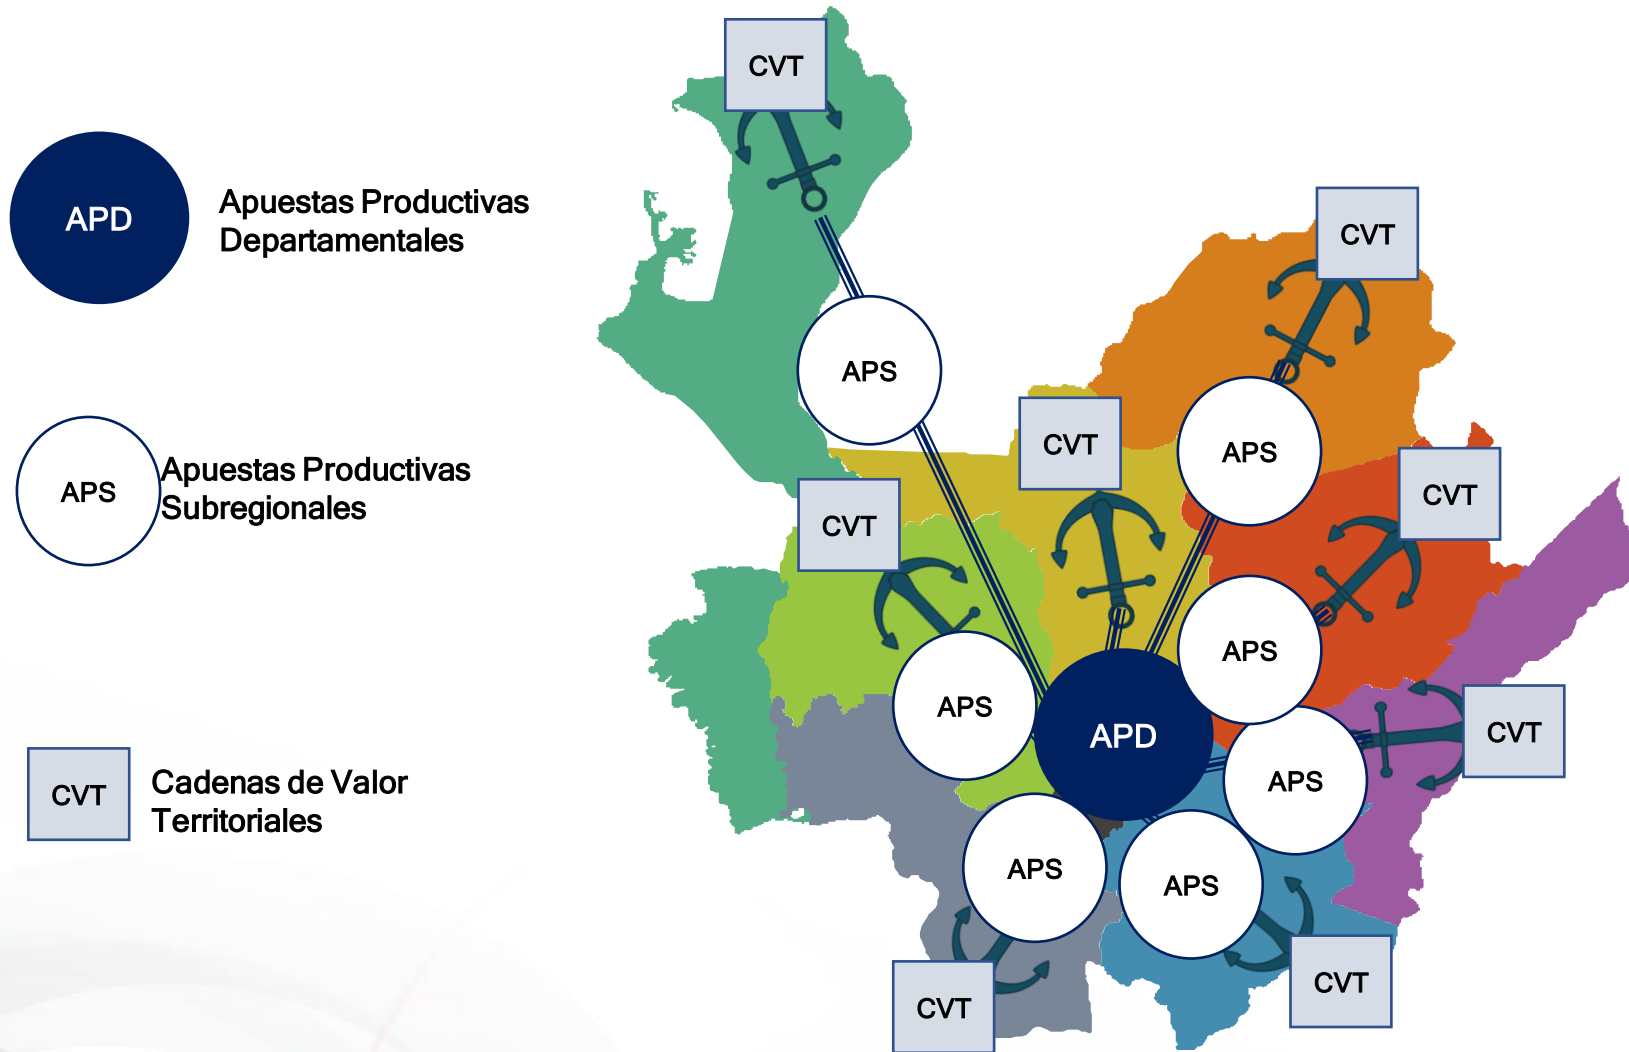 APD
Apuestas Productivas
Departamentales
APS
Apuestas Productivas
Subregionales
CVT
Cadenas de Valor
Territoriales
CVT
CVT
APS
CVT
APS
CVT
CVT
APS
APS
CVT
APD
APS
APS
APS
CVT
CVT